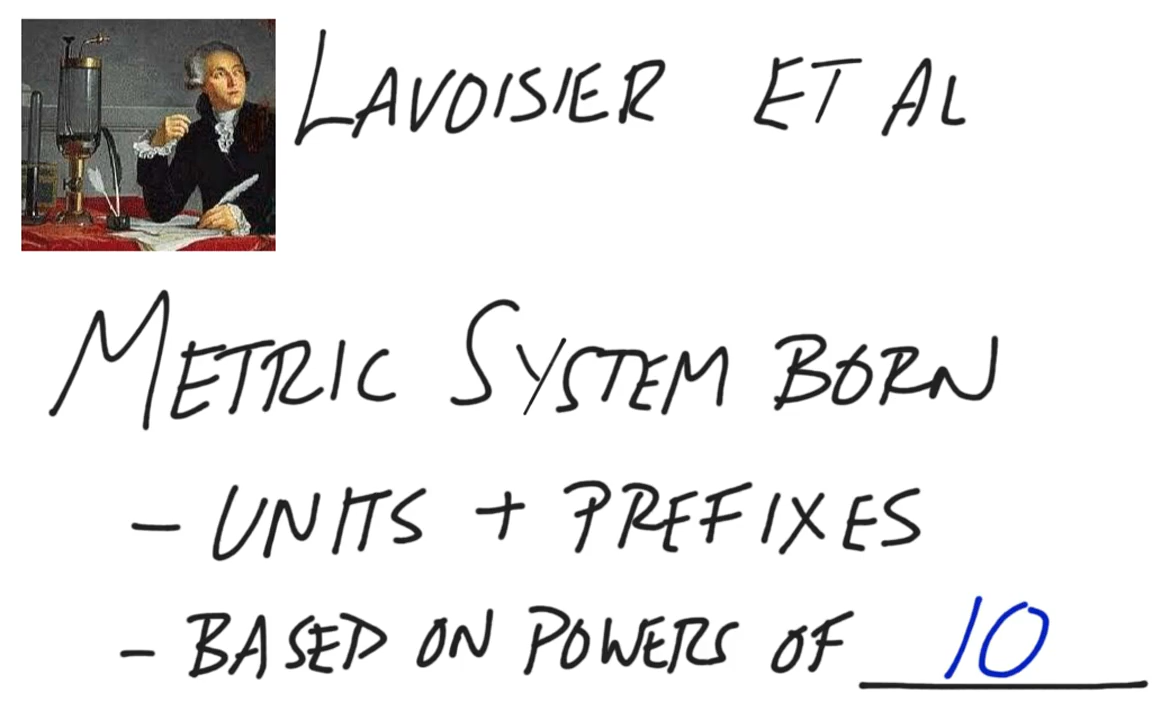 LAVOISIER ET AL
METRIC SYSTEM BORN
- UNITS + PREFIXES
- BASED ON POWERS OF 10